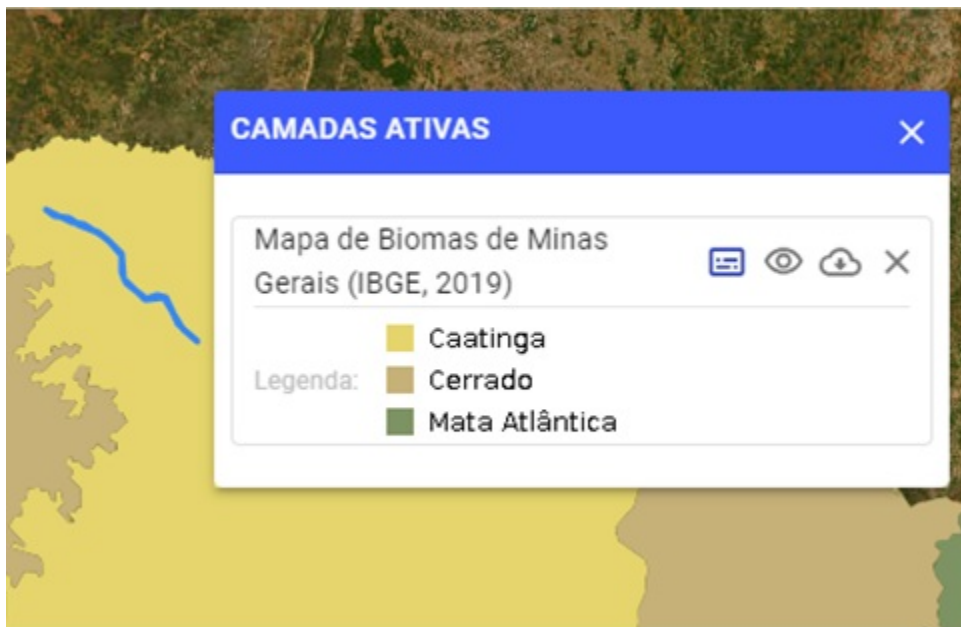 CAMADAS ATIVAS
Mapa de Biomas de Minas
Gerais (IBGE, 2019)
Legenda:
Caatinga
Cerrado
Mata Atlântica